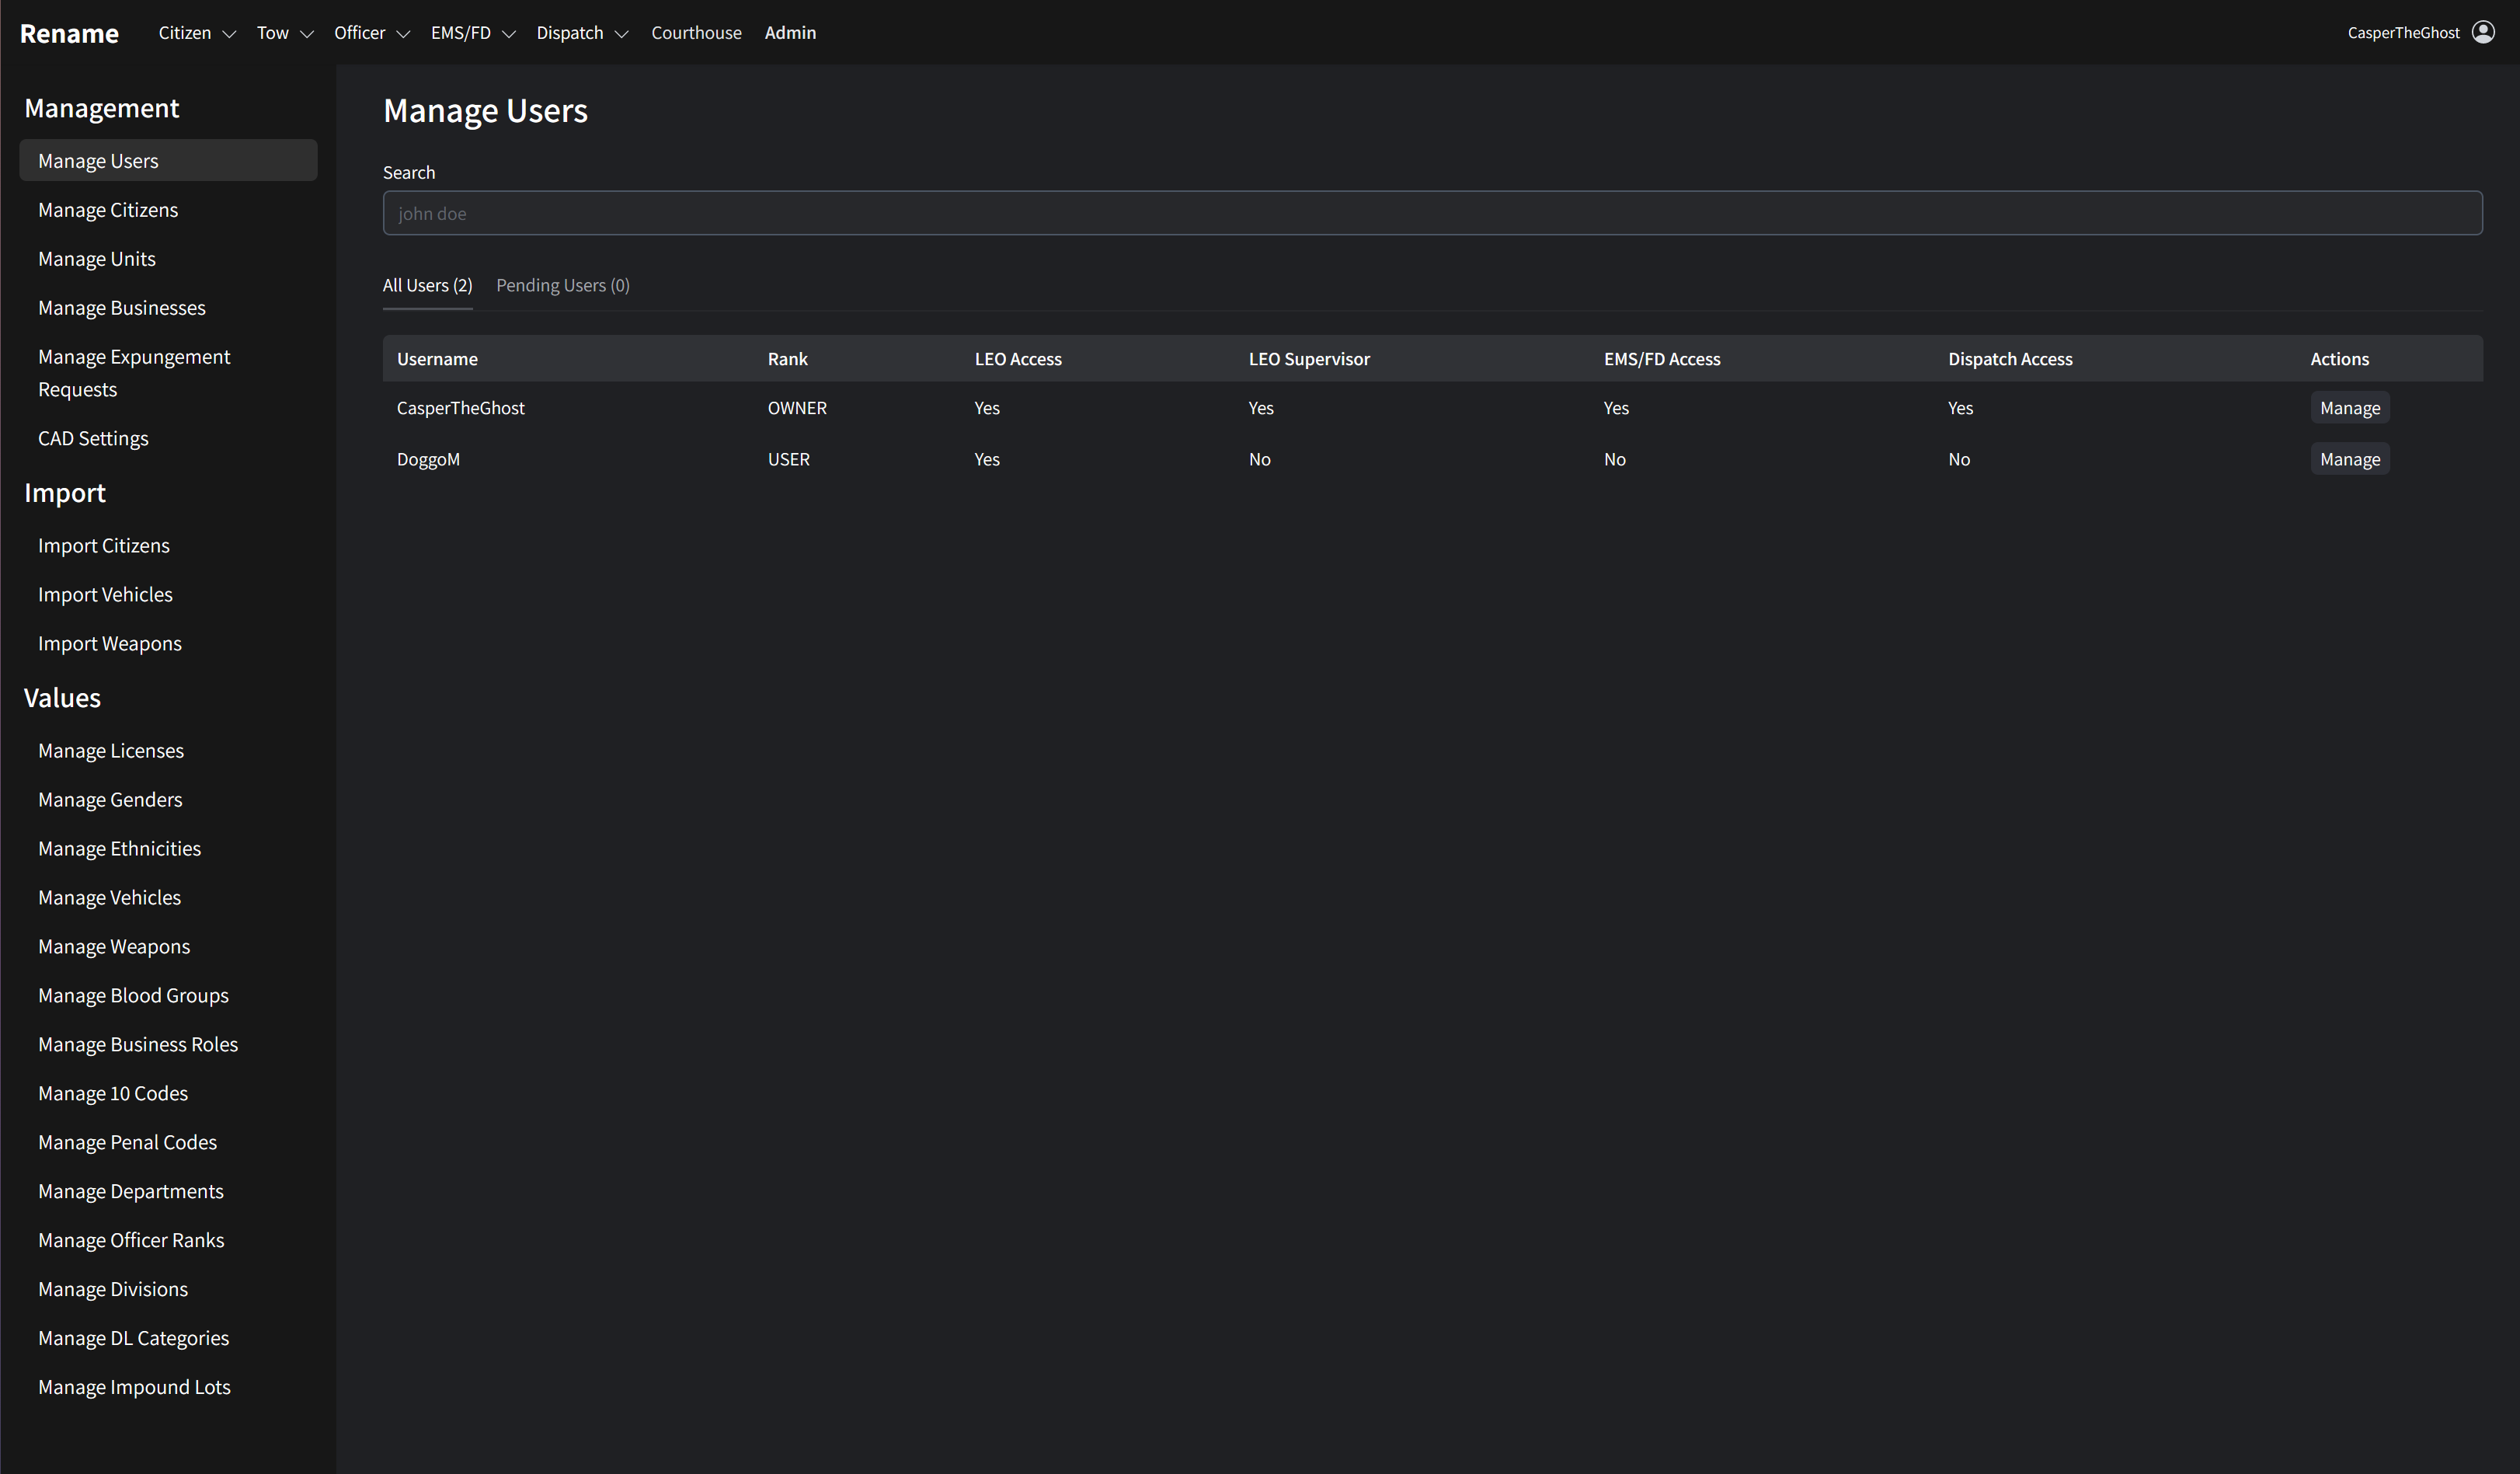 Rename Citizen Tow Officer EMS/FD Dispatch Courthouse Admin CasperTheGhost
Management
Manage Users
Manage Citizens
Manage Units
Manage Businesses
Manage Expungement
Requests
CAD Settings
Import
Import Citizens
Import Vehicles
Import Weapons
Values
Manage Licenses
Manage Genders
Manage Ethnicities
Manage Vehicles
Manage Weapons
Manage Blood Groups
Manage Business Roles
Manage 10 Codes
Manage Penal Codes
Manage Departments
Manage Officer Ranks
Manage Divisions
Manage DL Categories
Manage Impound Lots
Manage Users
Search
john doe
All Users (2) Pending Users (0)
Username Rank LEO Access LEO Supervisor EMS/FD Access Dispatch Access Actions
CasperTheGhost OWNER Yes Yes Yes Yes Manage
DoggoM USER Yes No No No Manage